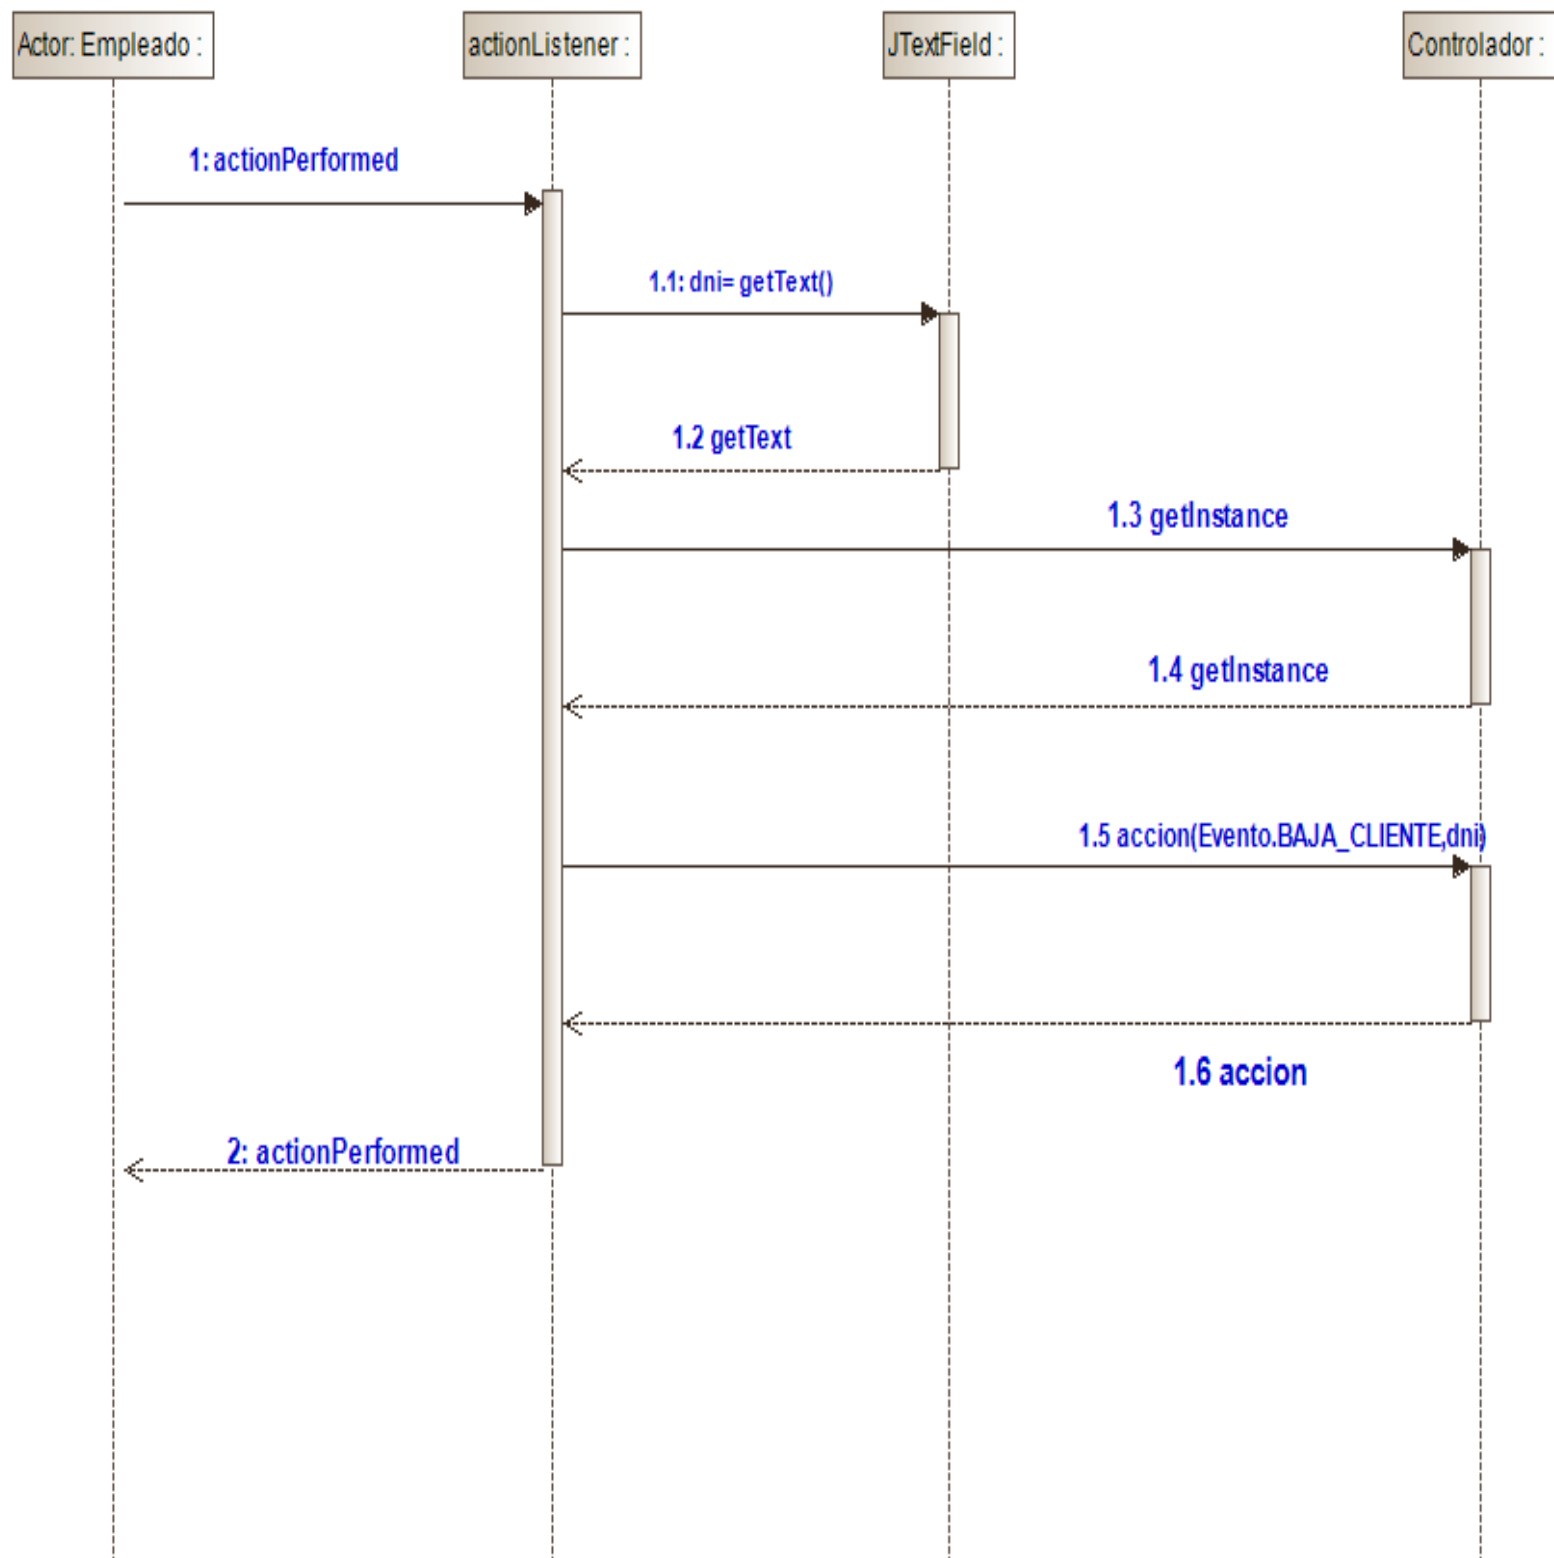 Actor: Empleado :
actionListener :
JTextField :
Controlador :
1: actionPerformed
1.1: dni= getText()
1.2 getText
1.3 getInstance
1.4 getInstance
1.5 accion(Evento.BAJA_CLIENTE,dni)
1.6 accion
2: actionPerformed